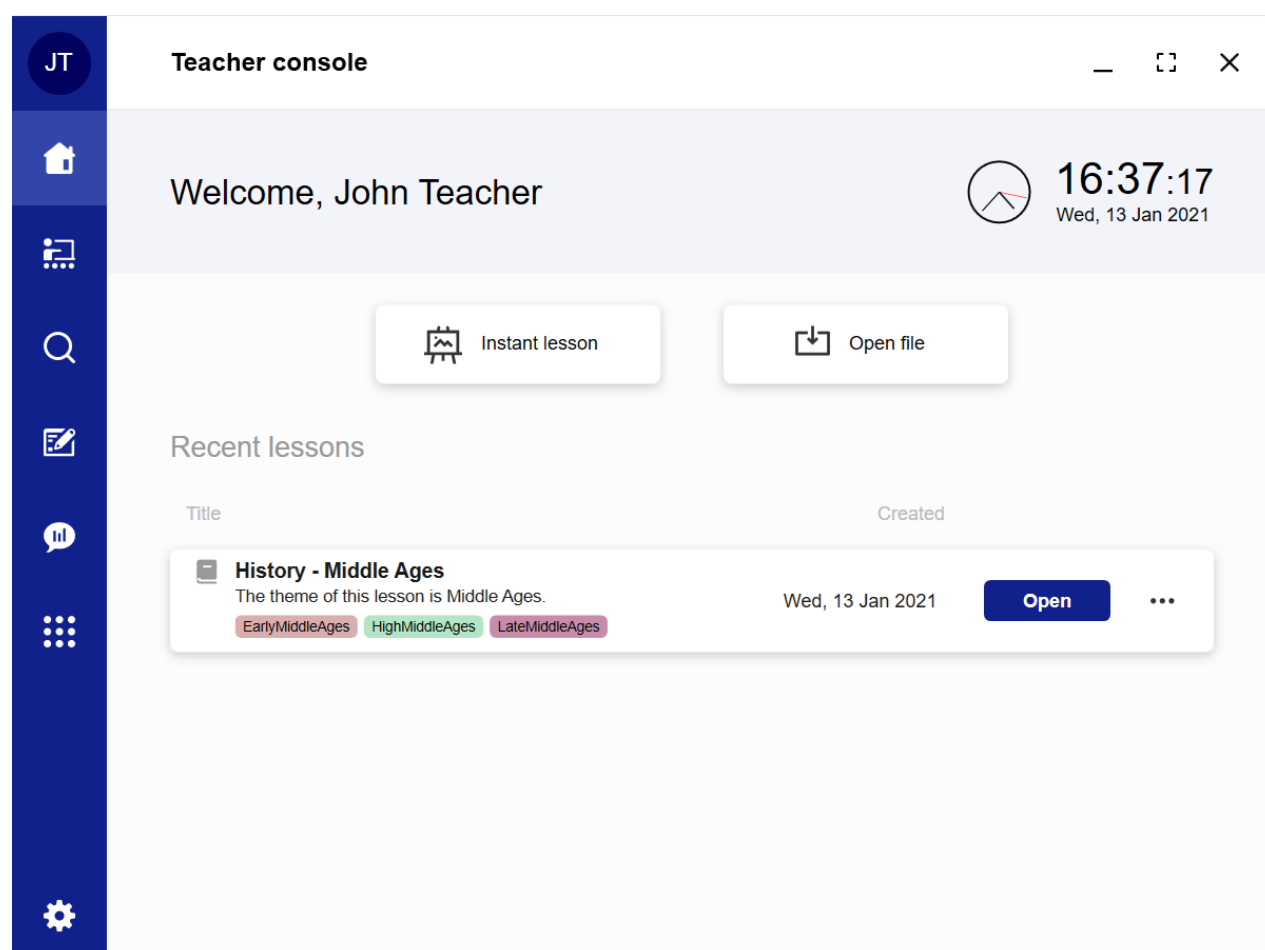 JT
Teacher console
Welcome, John Teacher
16:37:17
Wed, 13 Jan 2021
Instant lesson
Open file
Recent lessons
Title Created
History - Middle Ages
The theme of this lesson is Middle Ages.
Wed, 13 Jan 2021 Open
EarlyMiddleAges HighMiddleAges LateMiddleAges